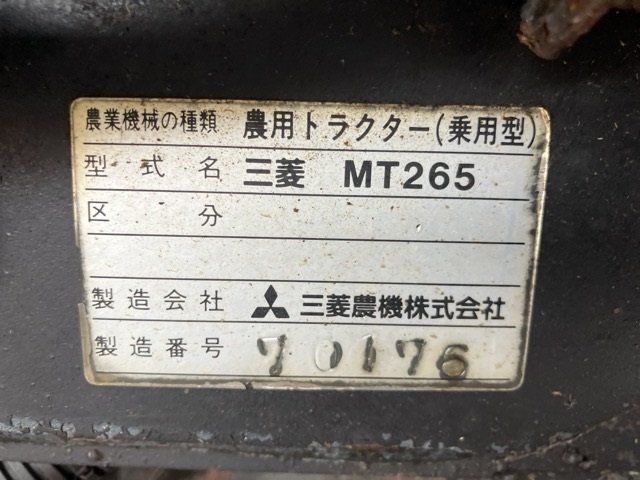 農業機械の種類 農用トラクター(乗用型)
型式名 三菱 MT265
区分
製造会社 三菱農機株式会社
製造番号 70176